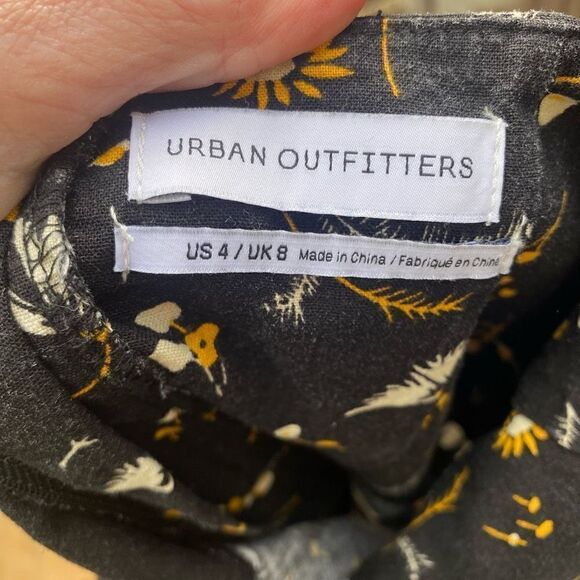 URBAN OUTFITTERS
US 4 / UK 8 Made in China / Fabriqué en Chine